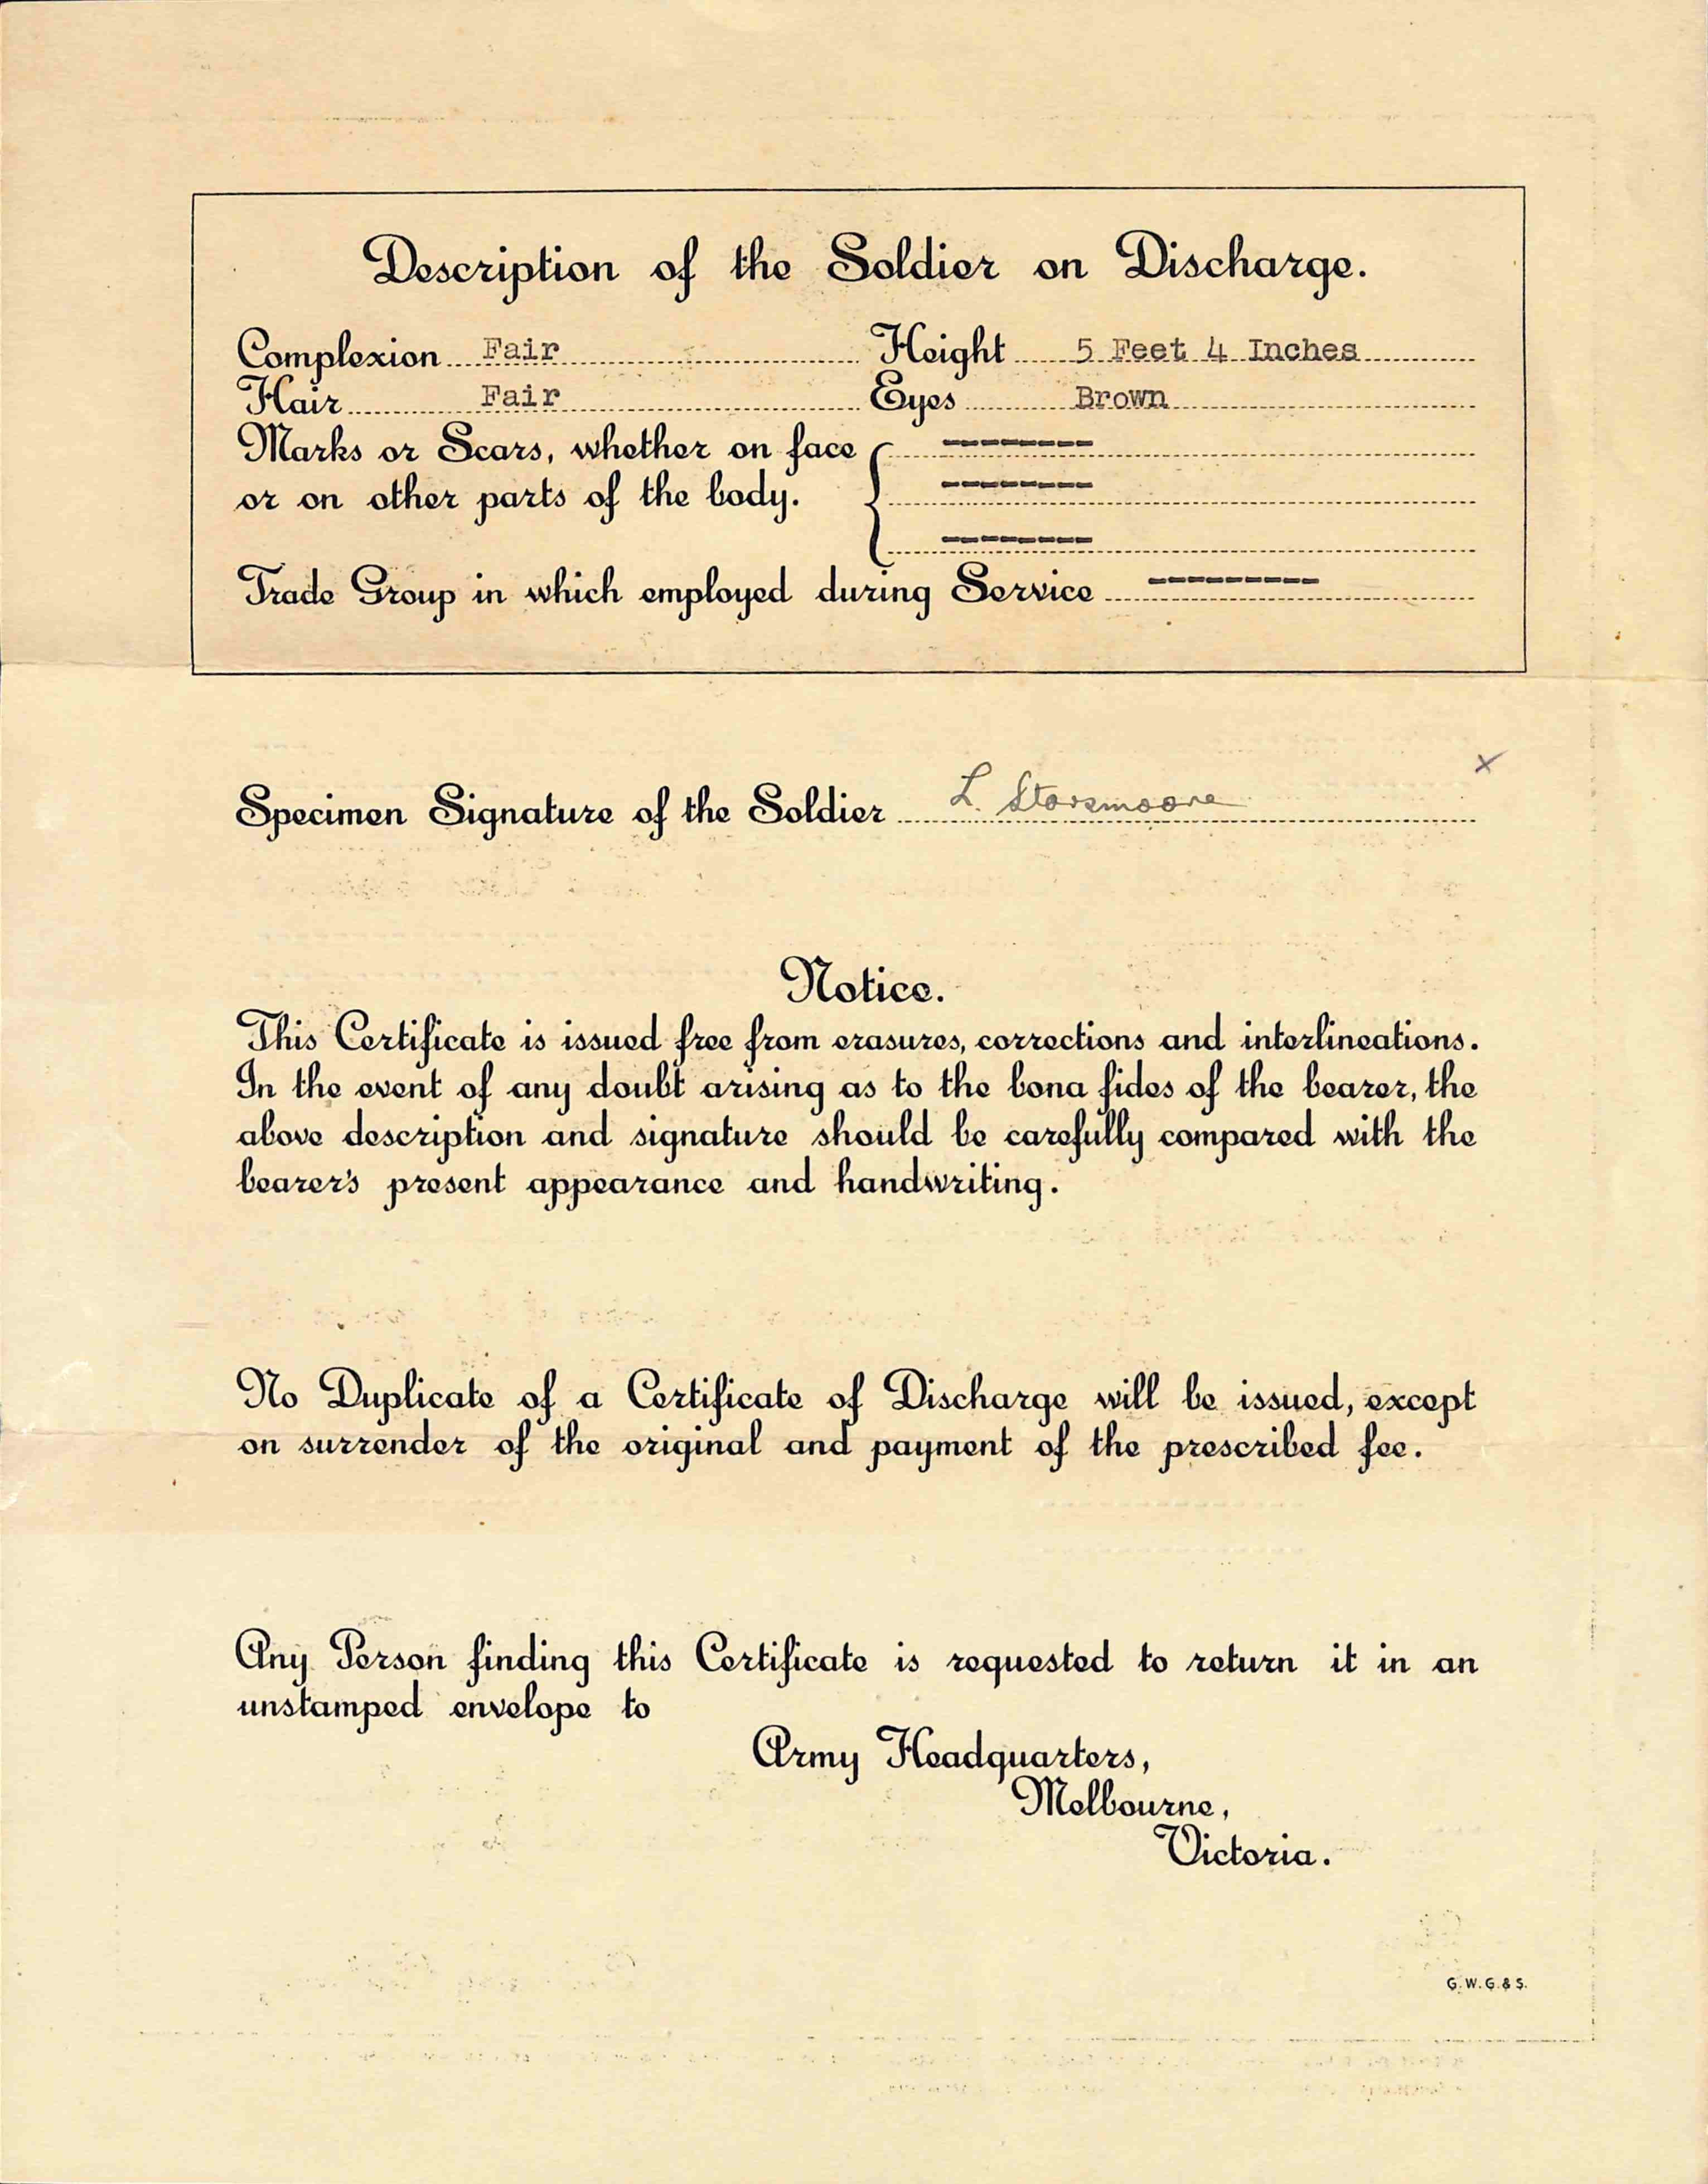 Description of the Soldier on Discharge.
Complexion Fair Height 5 Feet 4 Inches
Hair Fair Eyes Brown
Marks or Scars, whether on face
or on other parts of the body.
Trade Group in which employed during Service
Specimen Signature of the Soldier L. Storsmoore x
Notice.
This Certificate is issued free from erasures, corrections and interlineations.
In the event of any doubt arising as to the bona fides of the bearer, the
above description and signature should be carefully compared with the
bearer's present appearance and handwriting.
No Duplicate of a Certificate of Discharge will be issued, except
on surrender of the original and payment of the prescribed fee.
Any Person finding this Certificate is requested to return it in an
unstamped envelope to
Army Headquarters,
Melbourne,
Victoria.
G.W.G.& S.